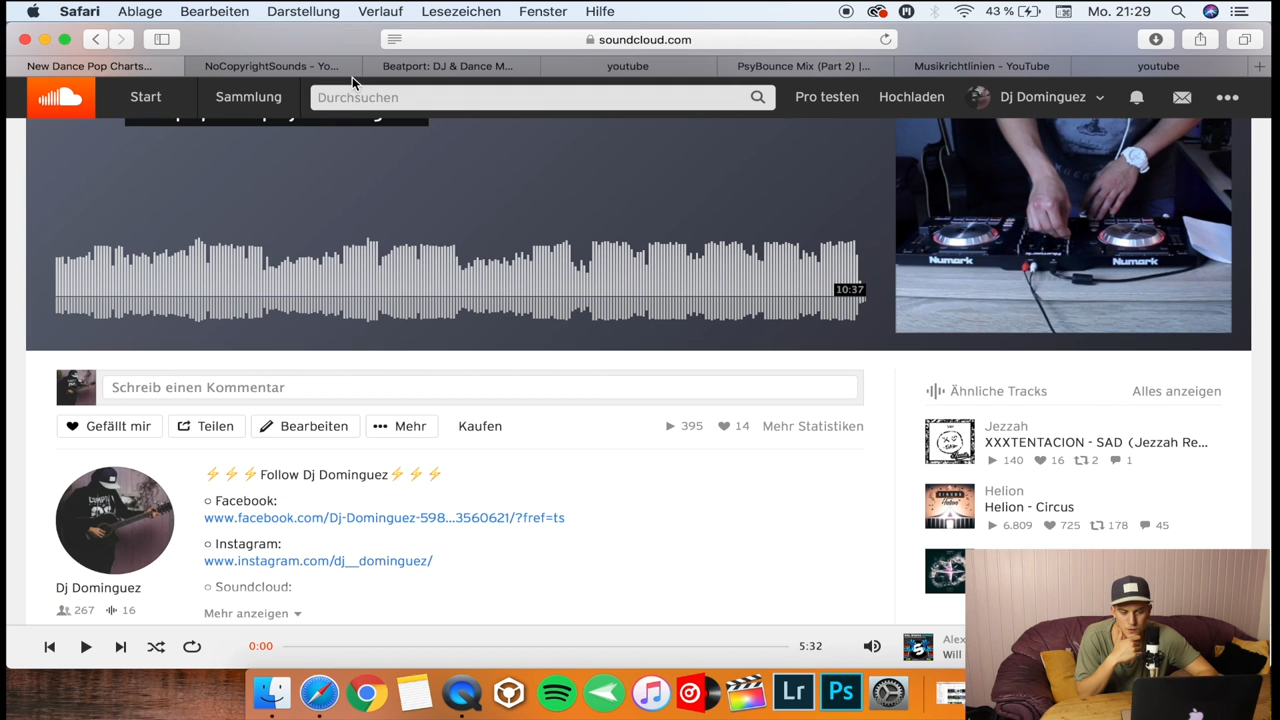 Safari Ablage Bearbeiten Darstellung Verlauf Lesezeichen Fenster Hilfe 43 % Mo. 21:29
soundcloud.com
New Dance Pop Charts... NoCopyrightSounds - Yo... Beatport: DJ & Dance M... youtube PsyBounce Mix (Part 2) |... Musikrichtlinien - YouTube youtube
Start Sammlung Durchsuchen Pro testen Hochladen Dj Dominguez
Numark Numark
10:37
Schreib einen Kommentar
Gefällt mir Teilen Bearbeiten Mehr Kaufen 395 14 Mehr Statistiken
Ähnliche Tracks Alles anzeigen
Jezzah
XXXTENTACION - SAD (Jezzah Re...
140 16 2 1
Helion
Helion - Circus
6.809 725 178 45
⚡⚡⚡Follow Dj Dominguez⚡⚡⚡
○ Facebook:
www.facebook.com/Dj-Dominguez-598...3560621/?fref=ts
○ Instagram:
www.instagram.com/dj__dominguez/
○ Soundcloud:
Mehr anzeigen
Dj Dominguez
267 16
0:00 5:32
Alex
Will
Lr Ps